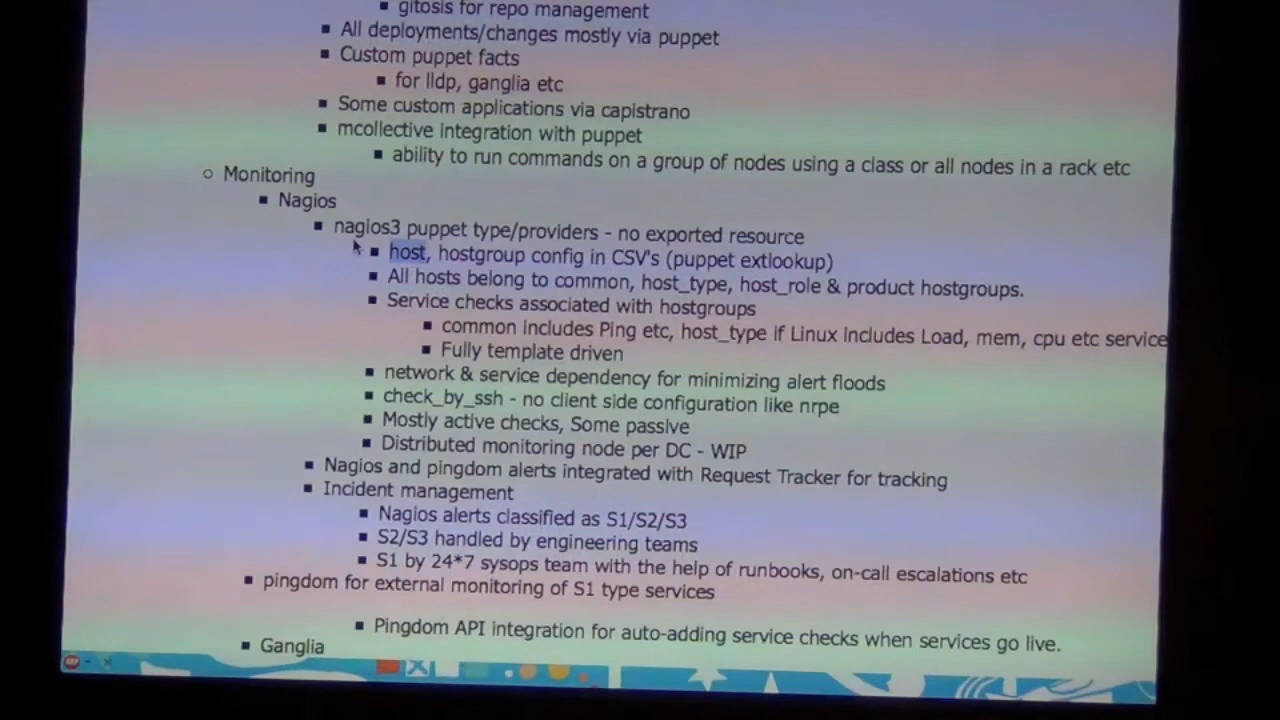 gitosis for repo management
All deployments/changes mostly via puppet
Custom puppet facts
for lldp, ganglia etc
Some custom applications via capistrano
mcollective integration with puppet
ability to run commands on a group of nodes using a class or all nodes in a rack etc
Monitoring
Nagios
nagios3 puppet type/providers - no exported resource
host, hostgroup config in CSV's (puppet extlookup)
All hosts belong to common, host_type, host_role & product hostgroups.
Service checks associated with hostgroups
common includes Ping etc, host_type if Linux includes Load, mem, cpu etc service
Fully template driven
network & service dependency for minimizing alert floods
check_by_ssh - no client side configuration like nrpe
Mostly active checks, Some passive
Distributed monitoring node per DC - WIP
Nagios and pingdom alerts integrated with Request Tracker for tracking
Incident management
Nagios alerts classified as S1/S2/S3
S2/S3 handled by engineering teams
S1 by 24*7 sysops team with the help of runbooks, on-call escalations etc
pingdom for external monitoring of S1 type services
Pingdom API integration for auto-adding service checks when services go live.
Ganglia